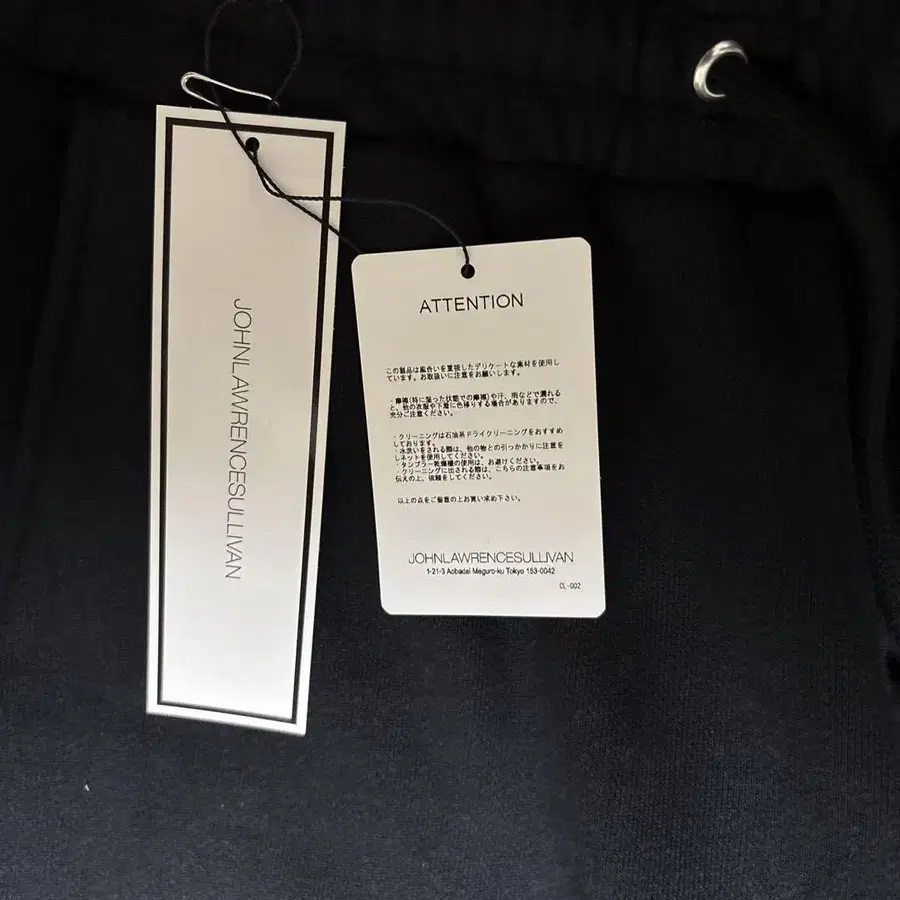 JOHNLAWRENCESULLIVAN
ATTENTION
この製品は風合いを重視したデリケートな素材を使用し
ています。お取扱いに注意をお願いします。
・摩擦(特に湿った状態での摩擦)や汗、雨などで濡れる
と、他の衣服や下着に色移りする場合がありますので、
充分ご注意ください。
・クリーニングは石油系ドライクリーニングをおすすめ
しております。
・水洗いをされる際は、他の物との引っかかりに注意を
しネットを使用してください。
・タンブラー乾燥機の使用は、お避けください。
・クリーニングに出される際は、こちらの注意事項をお
伝えの上、依頼をしてください。
以上の点をご留意の上お買い求め下さい。
JOHNLAWRENCESULLIVAN
1-21-3 Aobadai Meguro-ku Tokyo 153-0042
CL-002